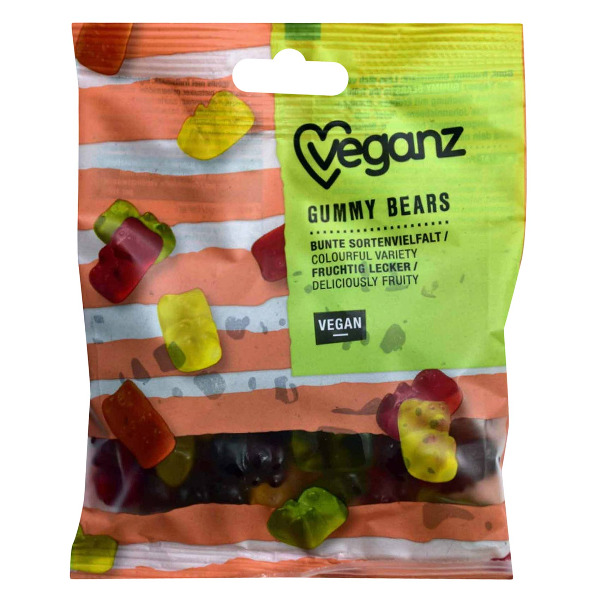 veganz
GUMMY BEARS
BUNTE SORTENVIELFALT /
COLOURFUL VARIETY
FRUCHTIG LECKER /
DELICIOUSLY FRUITY
VEGAN